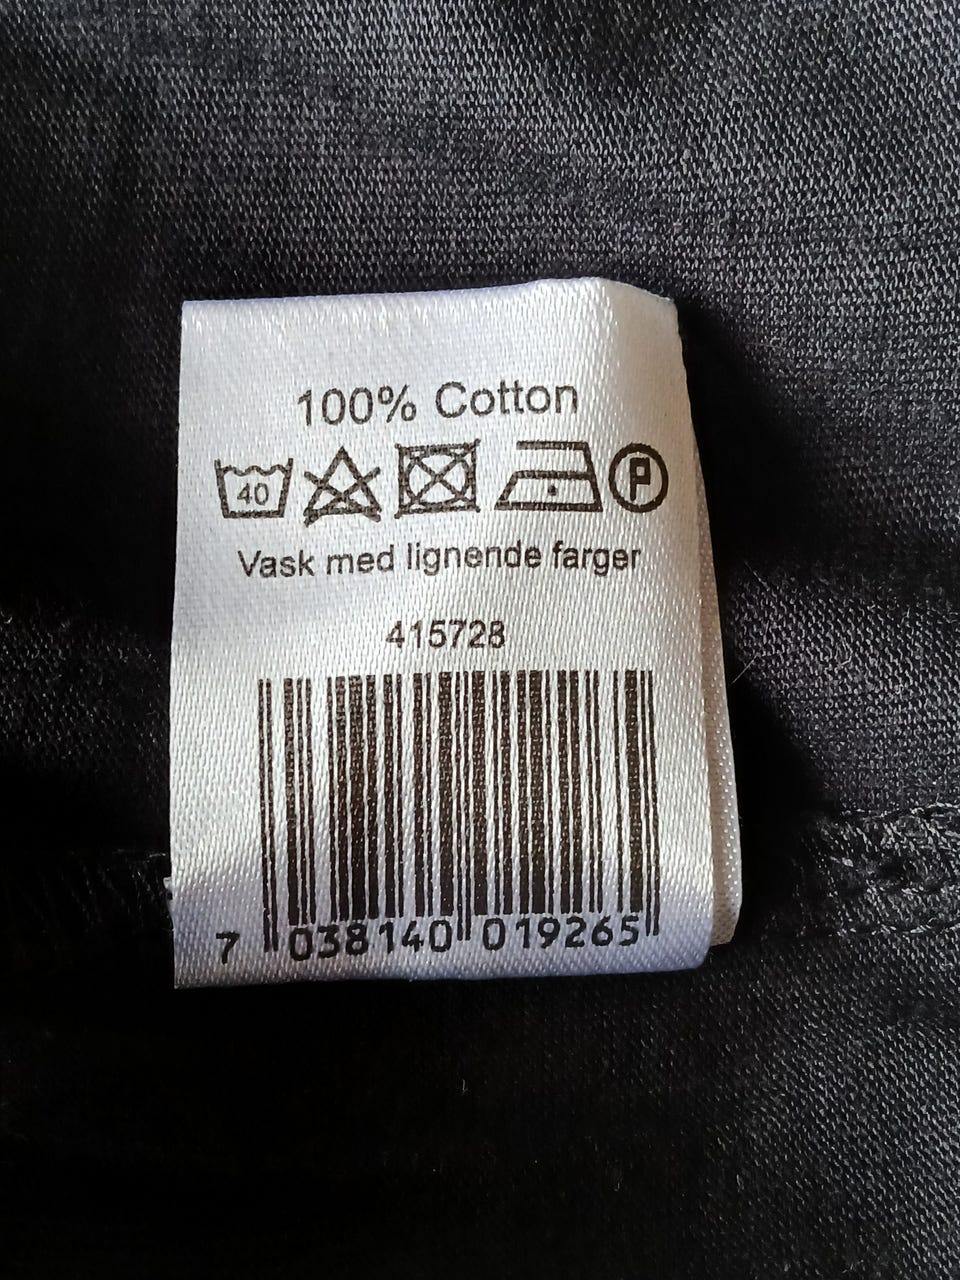 100% Cotton
40 P
Vask med lignende farger
415728
7 038140 019265